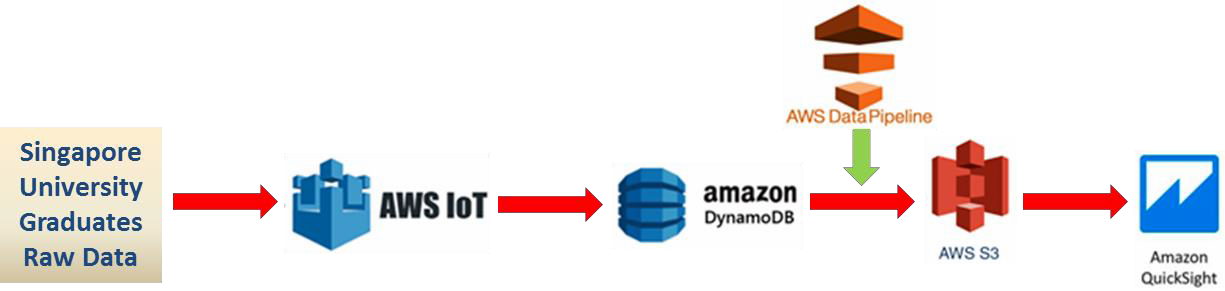 Singapore
University
Graduates
Raw Data
AWS IoT
amazon
DynamoDB
AWS Data Pipeline
AWS S3
Amazon
QuickSight